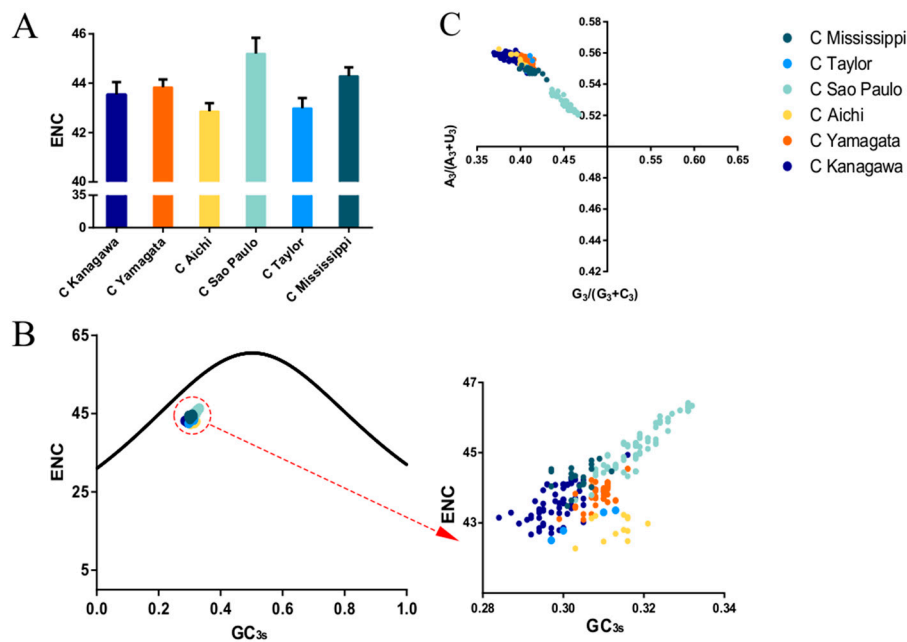 A
46
44
42
40
35
0
ENC
C Kanagawa
C Yamagata
C Aichi
C Sao Paulo
C Taylor
C Mississippi
C
0.58
0.56
0.54
0.52
0.35
0.40
0.45
0.55
0.60
0.65
0.48
0.46
0.44
0.42
A₃/(A₃+U₃)
G₃/(G₃+C₃)
C Mississippi
C Taylor
C Sao Paulo
C Aichi
C Yamagata
C Kanagawa
B
65
45
25
5
ENC
0.0
0.2
0.4
0.6
0.8
1.0
GC₃ₛ
47
45
43
ENC
0.28
0.30
0.32
0.34
GC₃ₛ